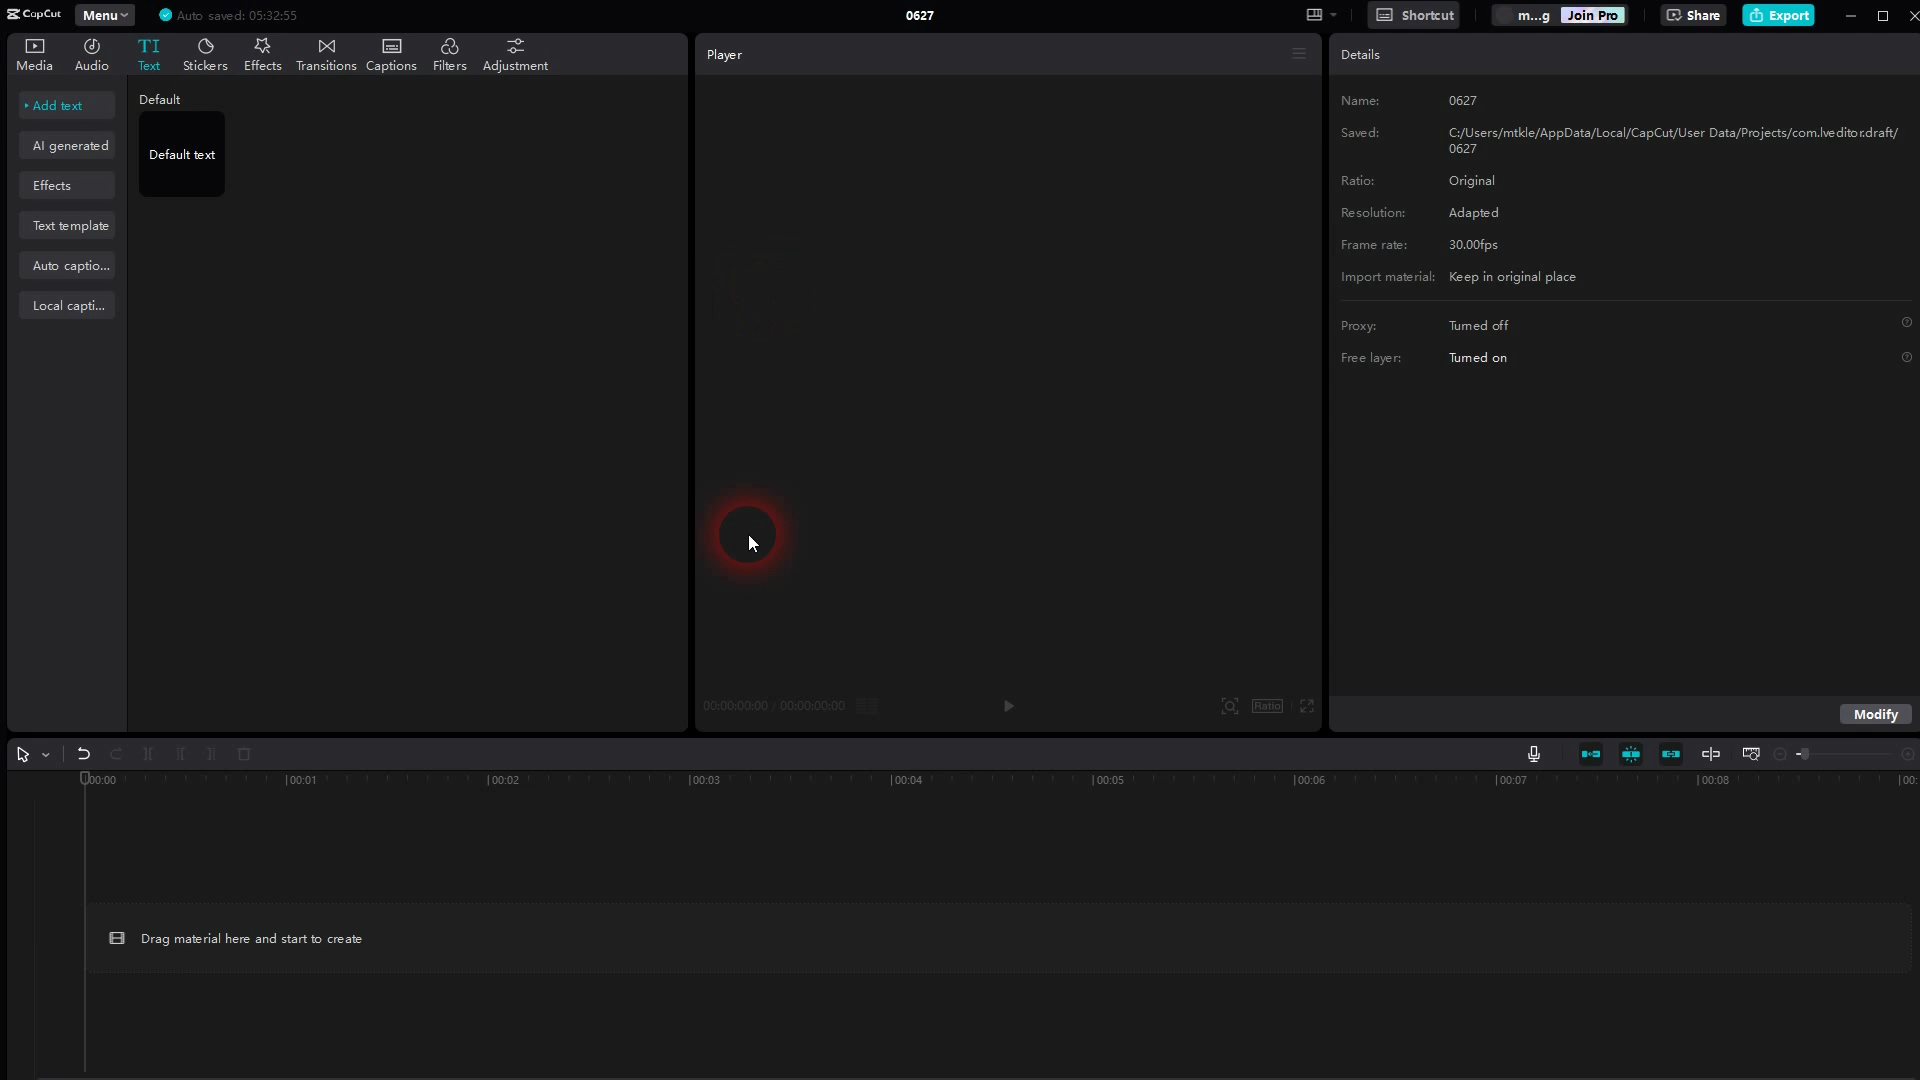 CapCut Menu Auto saved: 05:32:55 0627 Shortcut m...g Join Pro Share Export
Media Audio Text Stickers Effects Transitions Captions Filters Adjustment
Add text
AI generated
Effects
Text template
Auto captio...
Local capti...
Default
Default text
Player
00:00:00:00 / 00:00:00:00
Ratio
Details
Name: 0627
Saved: C:/Users/mtkle/AppData/Local/CapCut/User Data/Projects/com.lveditor.draft/
0627
Ratio: Original
Resolution: Adapted
Frame rate: 30.00fps
Import material: Keep in original place
Proxy: Turned off
Free layer: Turned on
Modify
00:00 00:01 00:02 00:03 00:04 00:05 00:06 00:07 00:08 00:
Drag material here and start to create